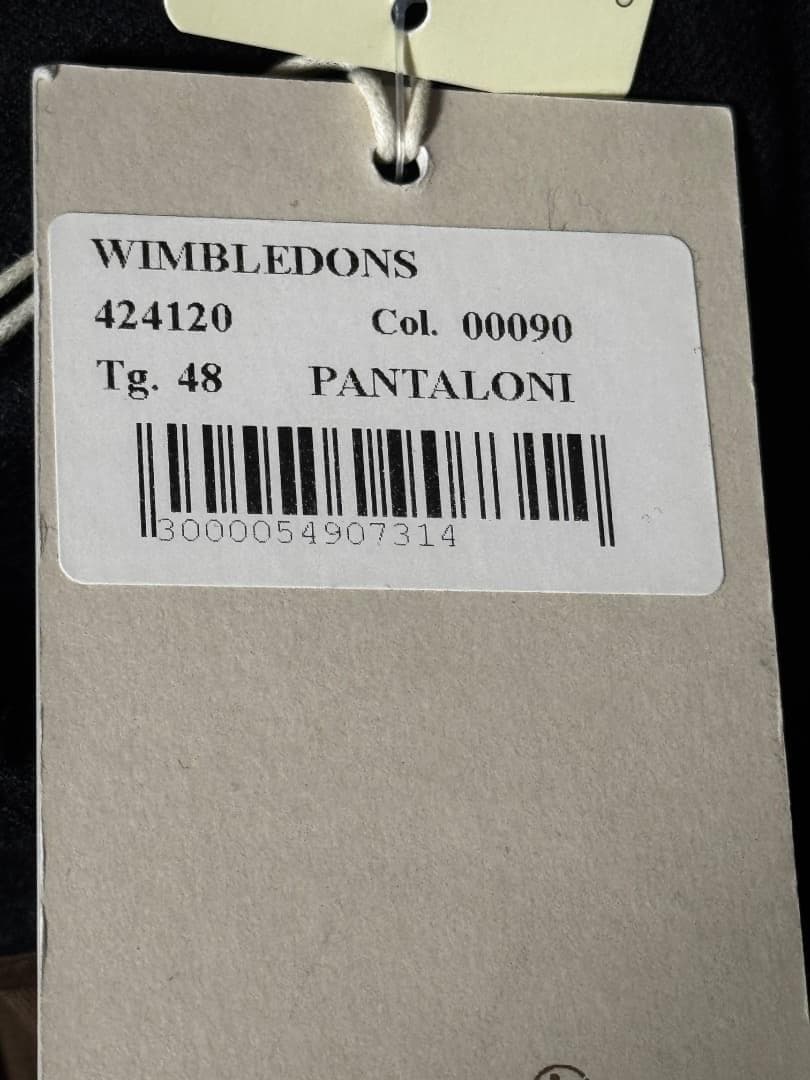 WIMBLEDONS
424120 Col. 00090
Tg. 48 PANTALONI
3000054907314